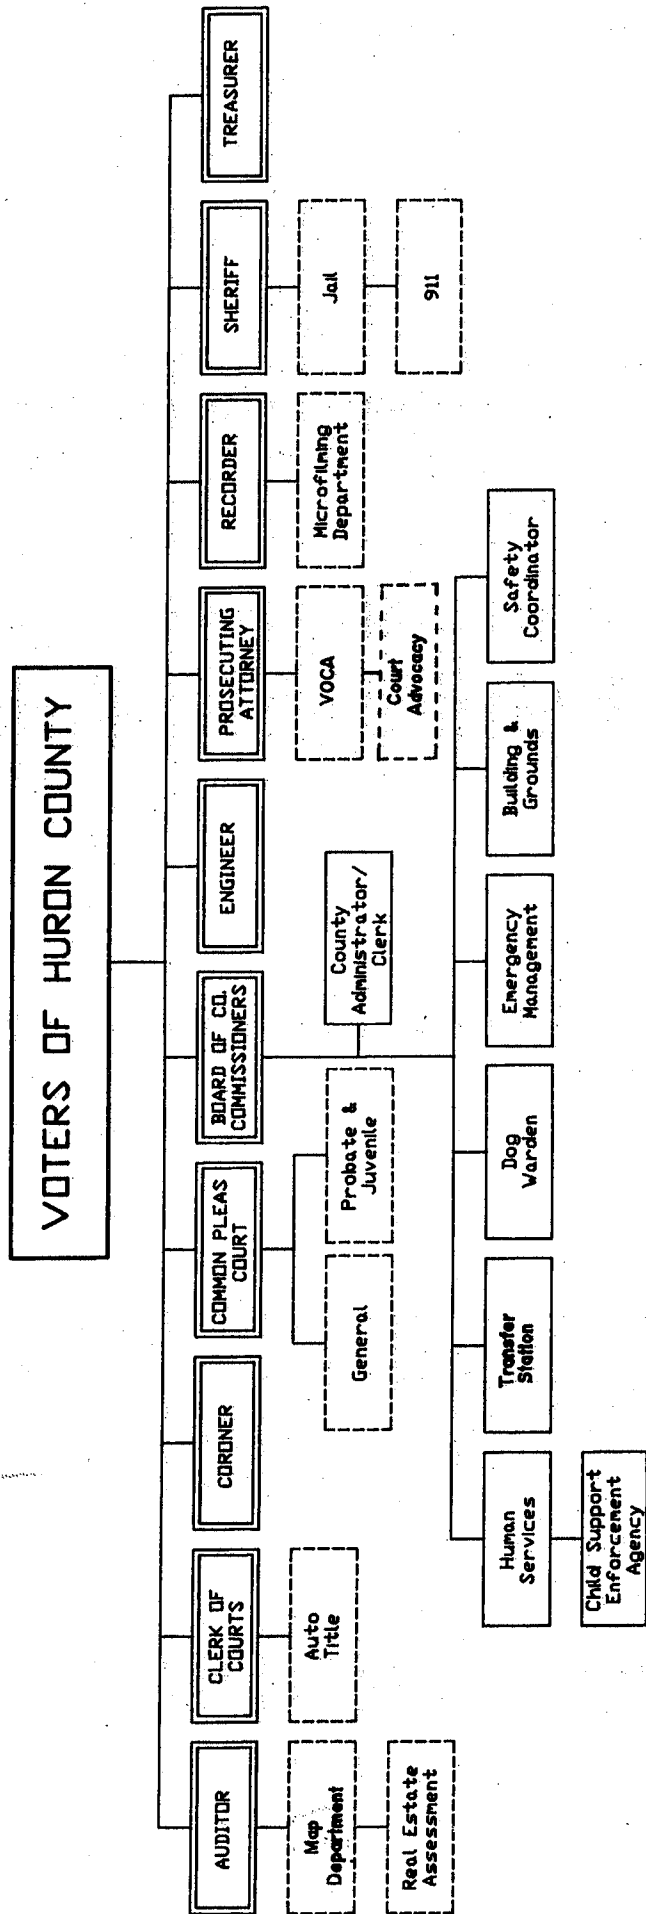 VOTERS OF HURON COUNTY
AUDITOR
CLERK OF
COURTS
CORONER
COMMON PLEAS
COURT
BOARD OF CO.
COMMISSIONERS
ENGINEER
PROSECUTING
ATTORNEY
RECORDER
SHERIFF
TREASURER
Map
Department
Auto
Title
General
Probate &
Juvenile
County
Administrator/
Clerk
VOCA
Microfilming
Department
Jail
Real Estate
Assessment
Court
Advocacy
911
Human
Services
Transfer
Station
Dog
Warden
Emergency
Management
Building &
Grounds
Safety
Coordinator
Child Support
Enforcement
Agency